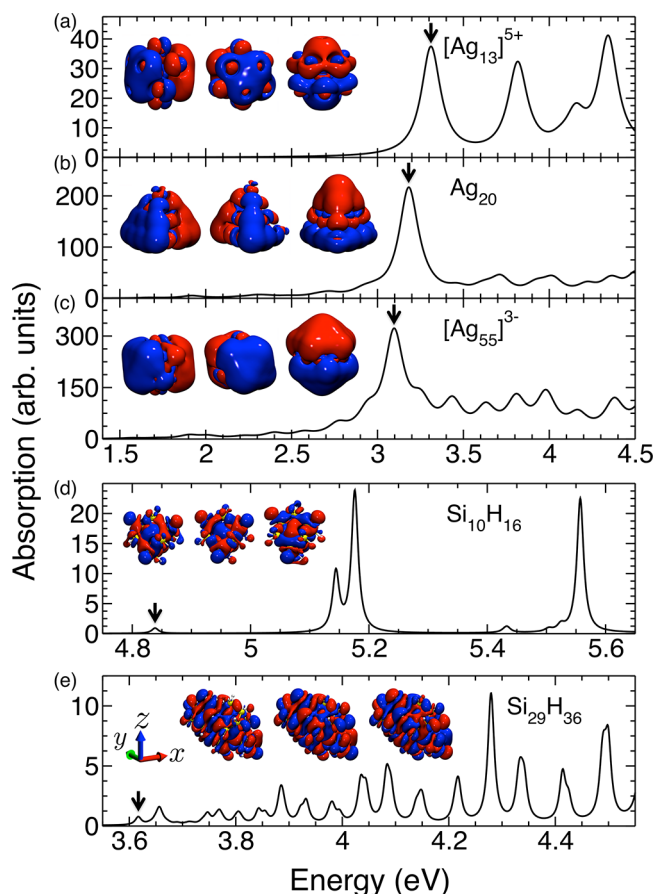 (a)
[Ag13]5+
40
30
20
10
0
(b)
Ag20
200
100
0
(c)
[Ag55]3-
300
150
0
1.5 2 2.5 3 3.5 4 4.5
Absorption (arb. units)
(d)
Si10H16
20
15
10
5
0
4.8 5 5.2 5.4 5.6
(e)
Si29H36
10
5
0
z
y x
3.6 3.8 4 4.2 4.4
Energy (eV)